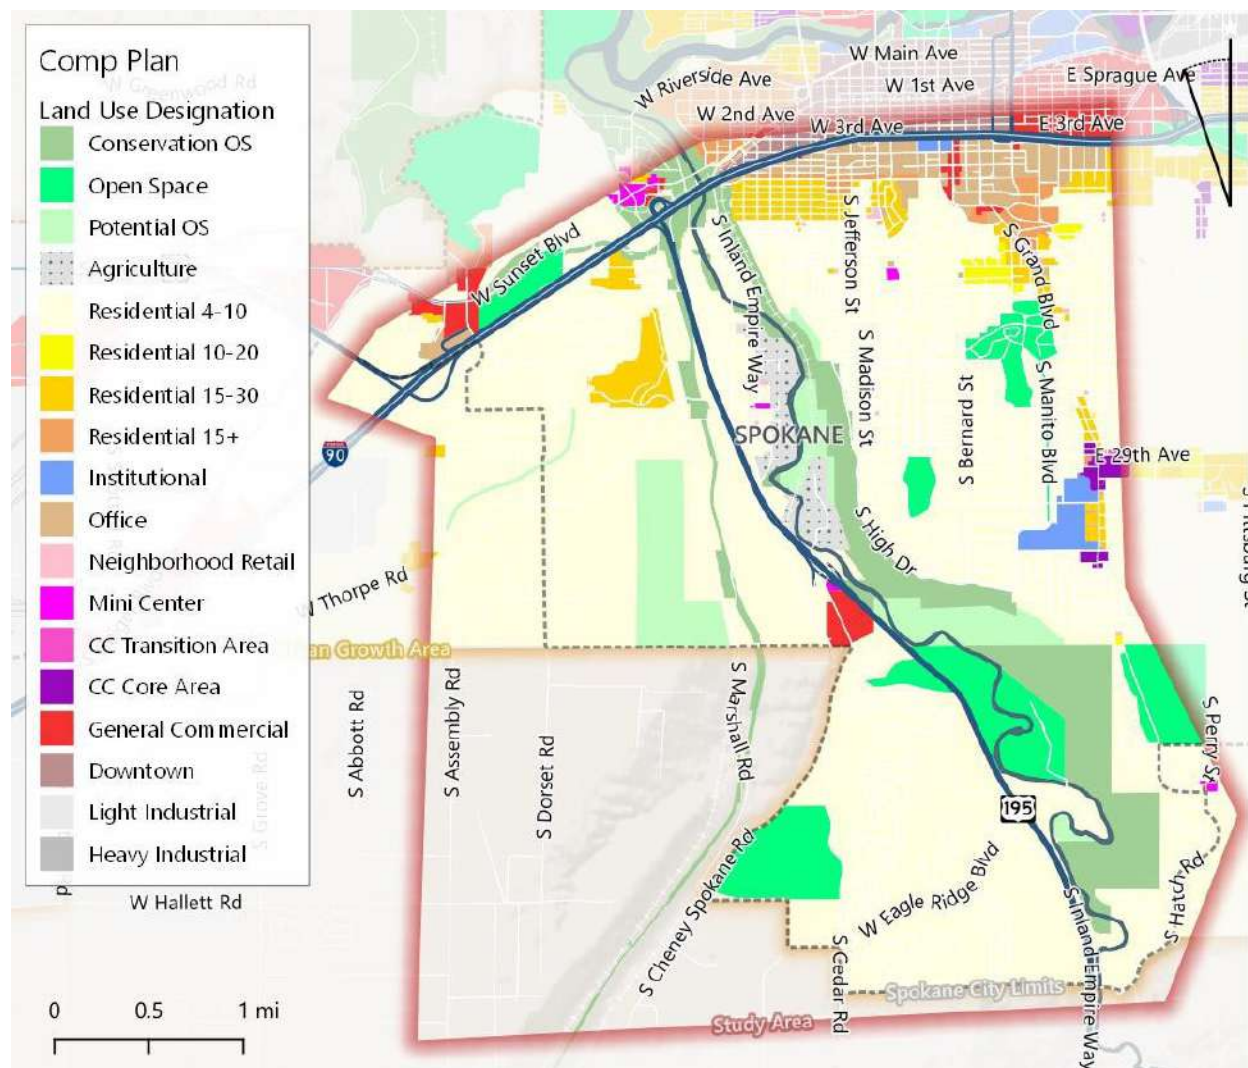 Comp Plan
Land Use Designation
Conservation OS
Open Space
Potential OS
Agriculture
Residential 4-10
Residential 10-20
Residential 15-30
Residential 15+
Institutional
Office
Neighborhood Retail
Mini Center
CC Transition Area
CC Core Area
General Commercial
Downtown
Light Industrial
Heavy Industrial
W Greenwood Rd
W Main Ave
W Riverside Ave
W 1st Ave
E Sprague Ave
W 2nd Ave
W 3rd Ave
E 3rd Ave
W Sunset Blvd
S Inland Empire Way
S Jefferson St
S Grand Blvd
S Madison St
S Bernard St
S Manito Blvd
SPOKANE
E 29th Ave
90
S High Dr
W Thorpe Rd
Growth Area
S Marshall Rd
S Abbott Rd
S Assembly Rd
S Dorset Rd
S Grove Rd
S Perry St
195
S Cheney Spokane Rd
W Eagle Ridge Blvd
S Hatch Rd
W Hallett Rd
S Cedar Rd
S Inland Empire Way
Spokane City Limits
Study Area
0 0.5 1 mi